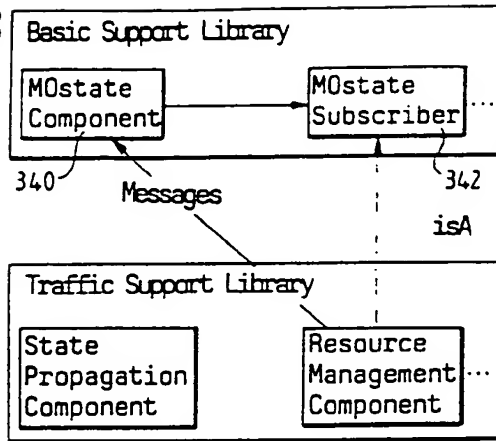 Basic Support Library
MOstate
Component
MOstate
Subscriber
...
340
Messages
342
isA
Traffic Support Library
State
Propagation
Component
Resource
Management
Component
...